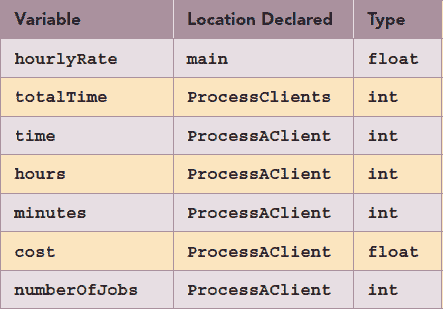 Variable Location Declared Type
hourlyRate main float
totalTime ProcessClients int
time ProcessAClient int
hours ProcessAClient int
minutes ProcessAClient int
cost ProcessAClient float
numberOfJobs ProcessAClient int